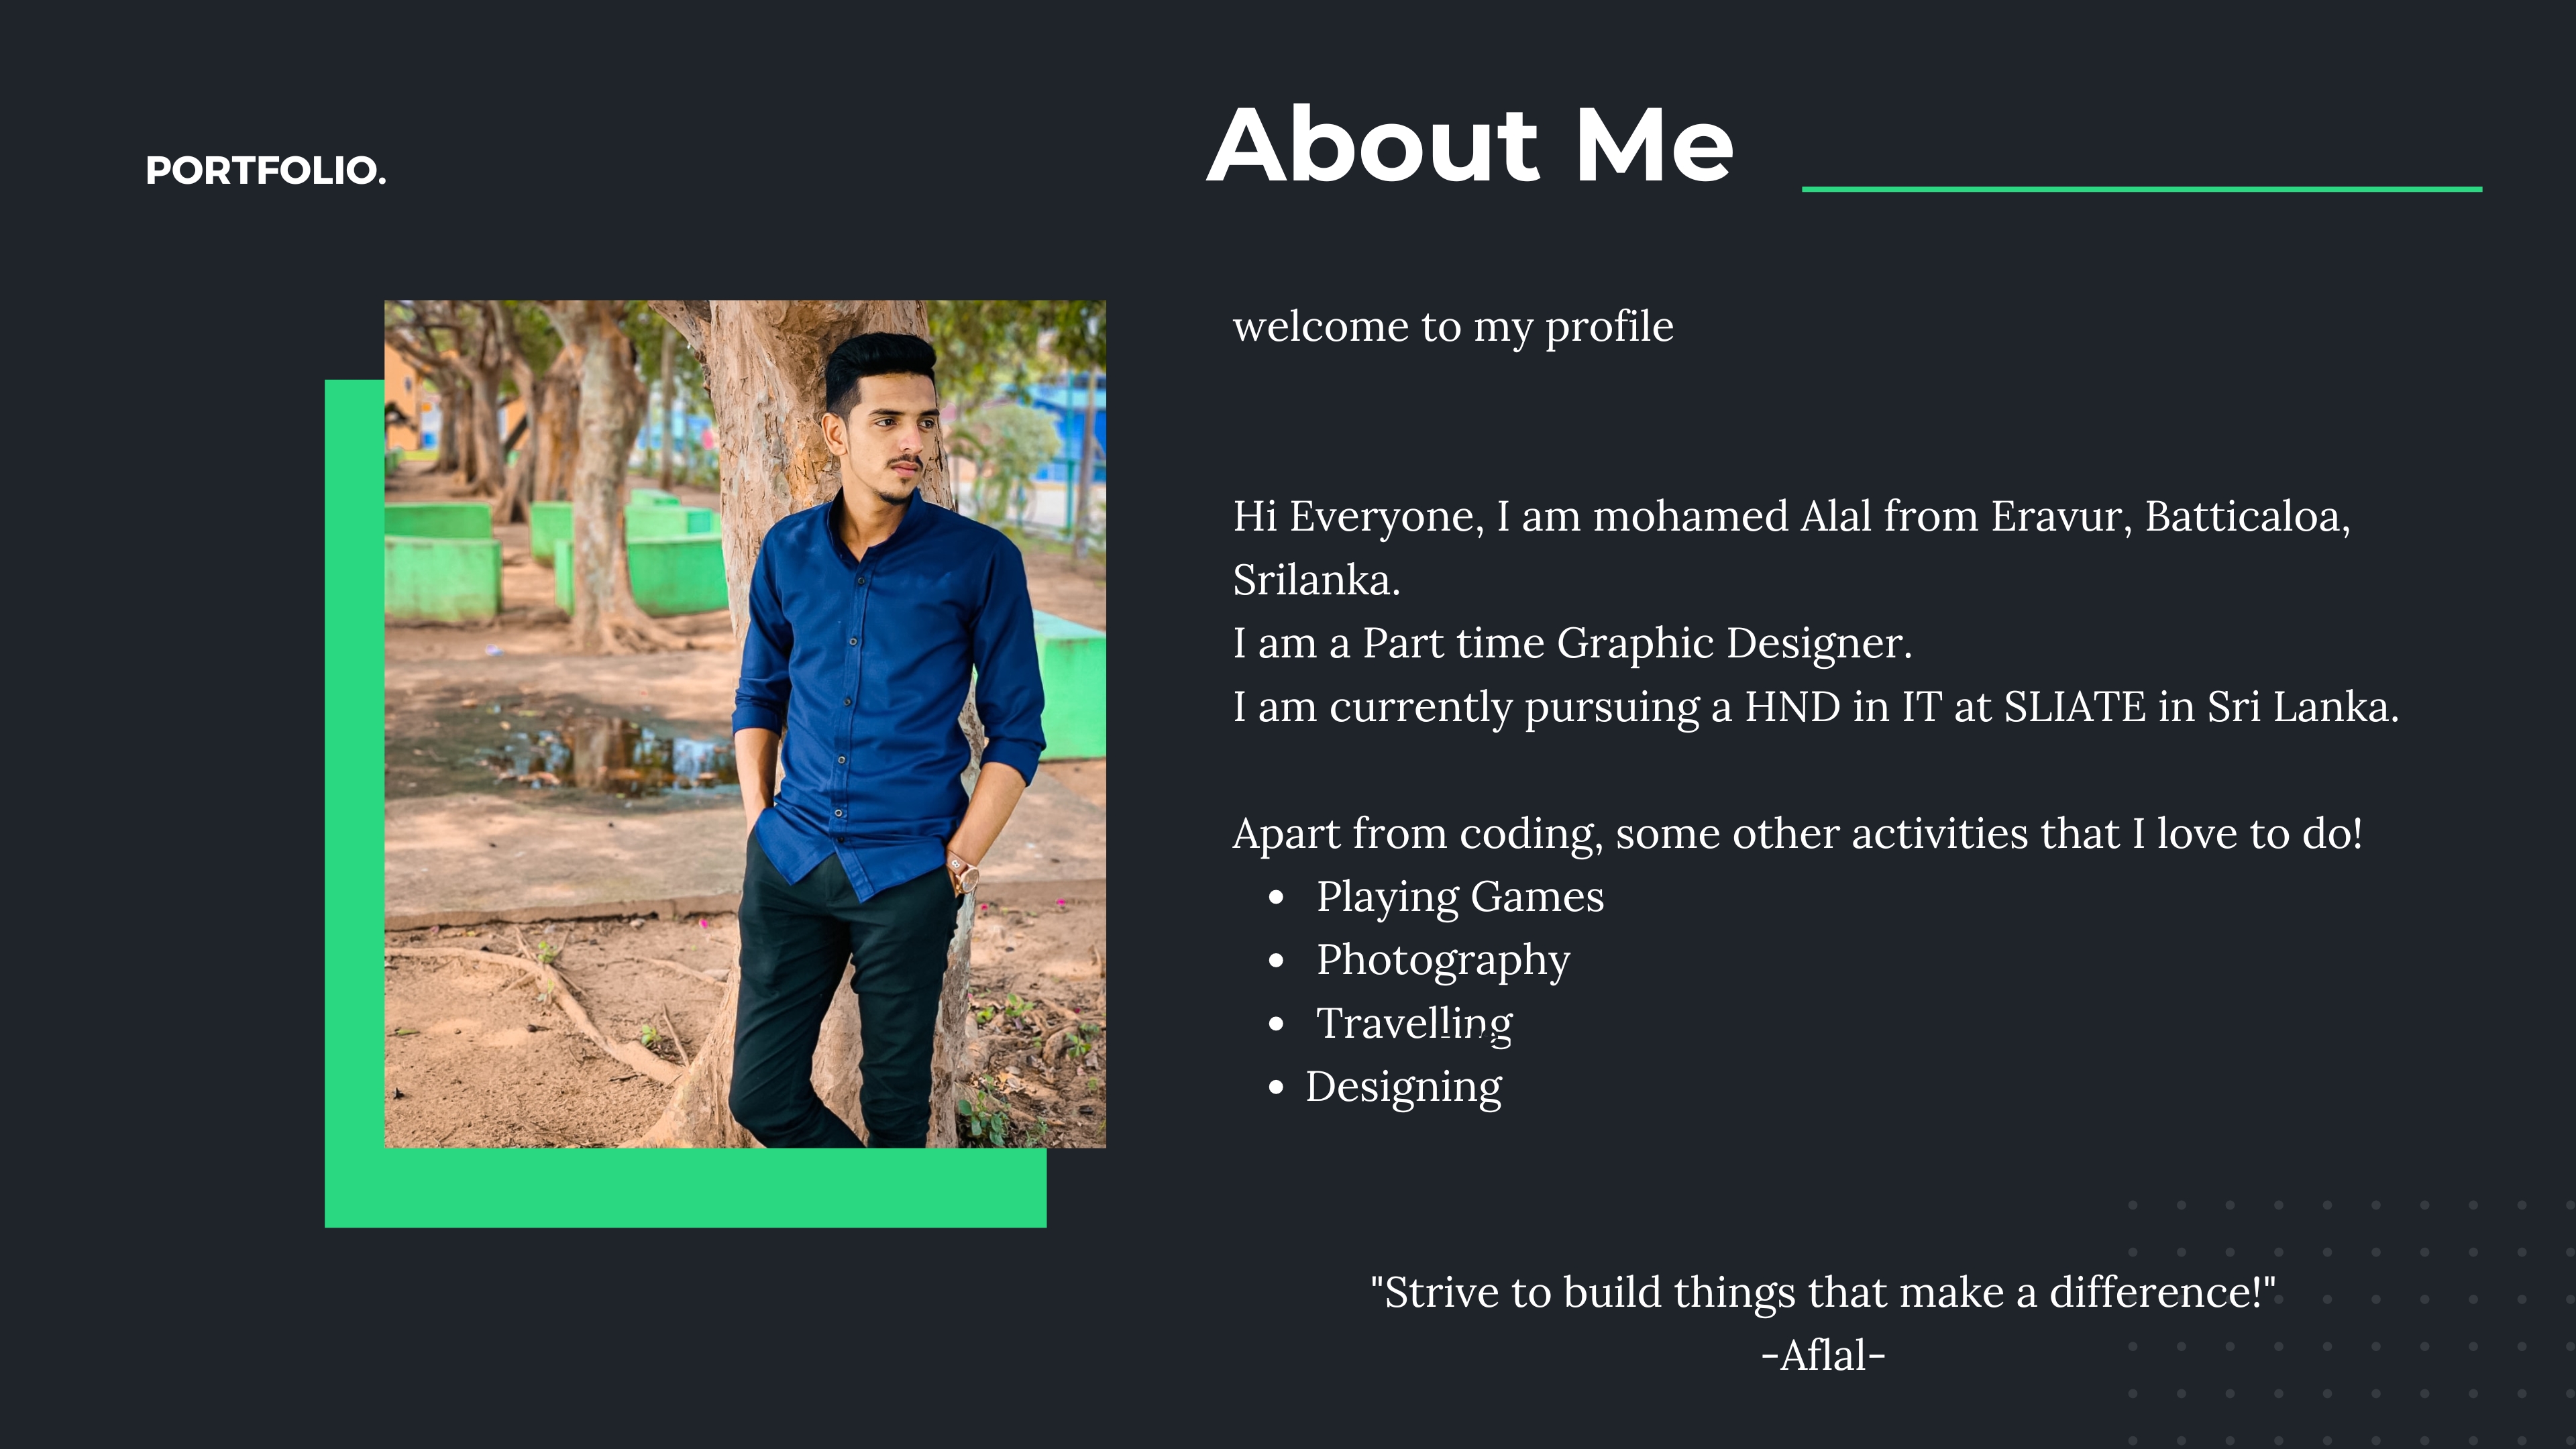 PORTFOLIO.
About Me
welcome to my profile
Hi Everyone, I am mohamed Alal from Eravur, Batticaloa,
Srilanka.
I am a Part time Graphic Designer.
I am currently pursuing a HND in IT at SLIATE in Sri Lanka.
Apart from coding, some other activities that I love to do!
• Playing Games
• Photography
• Travelling
• Designing
"Strive to build things that make a difference!"
-Aflal-